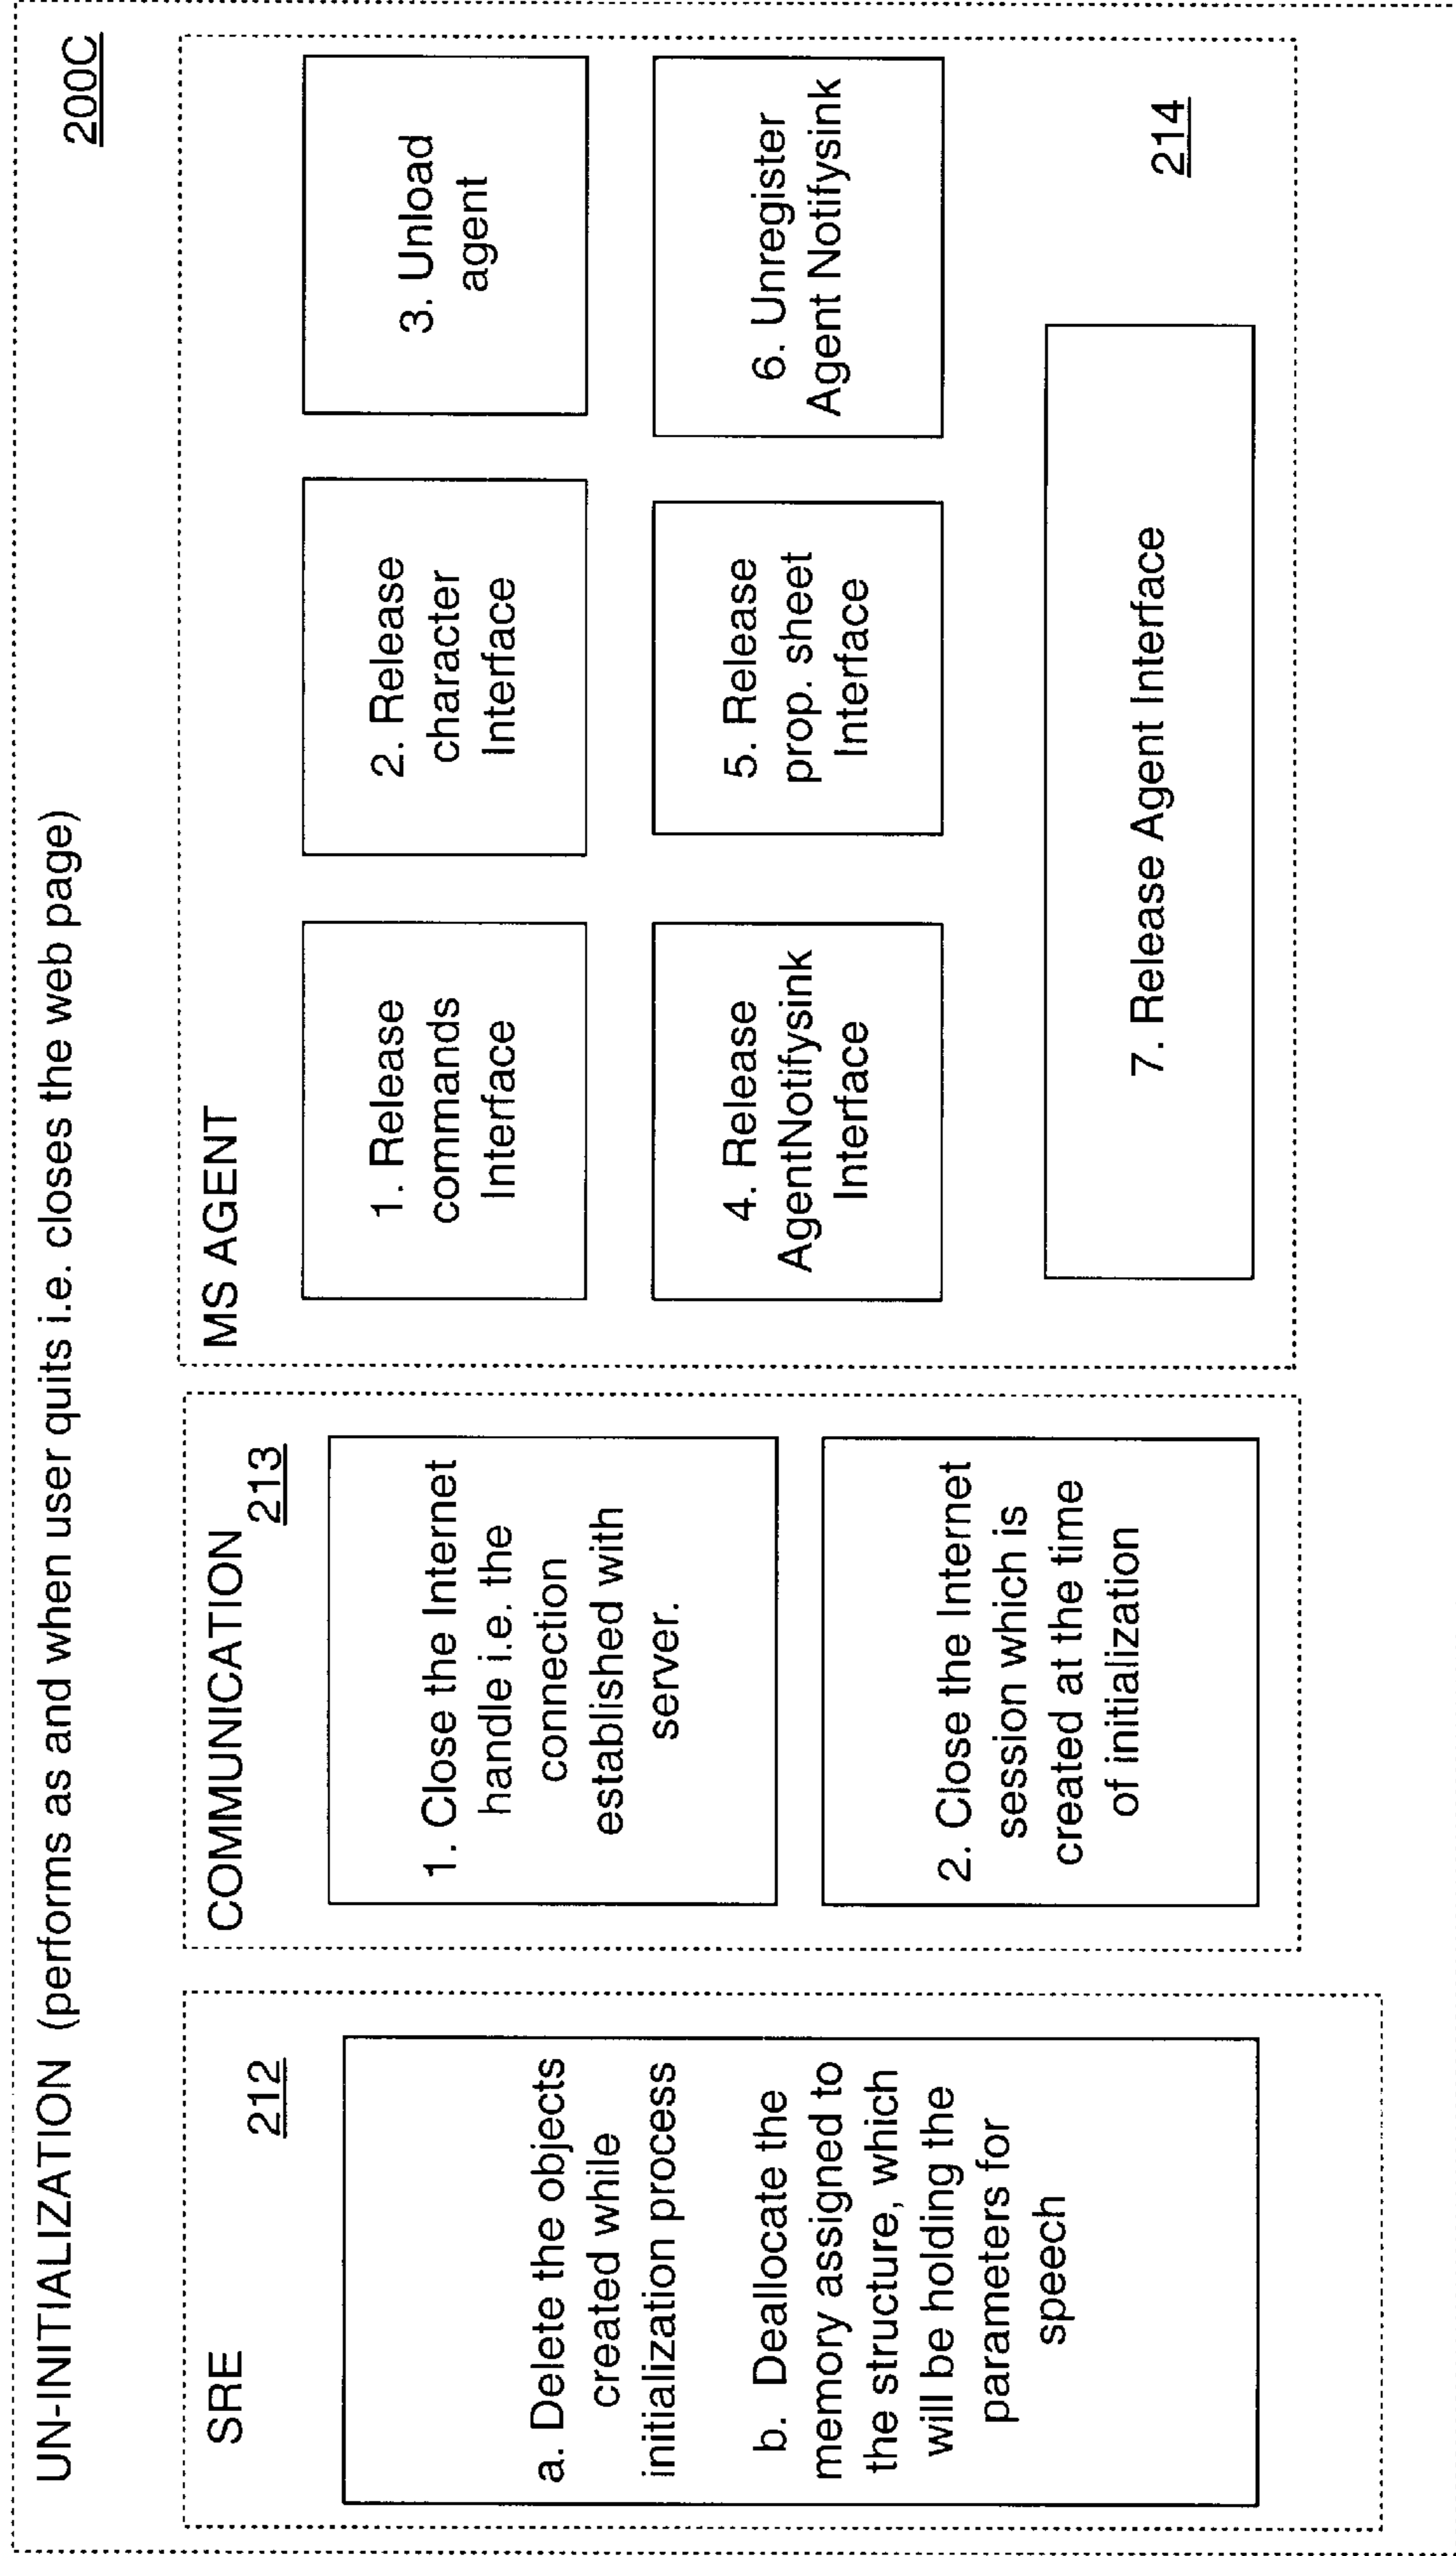 UN-INITIALIZATION (performs as and when user quits i.e. closes the web page)
200C
SRE
212
a. Delete the objects
created while
initialization process
b. Deallocate the
memory assigned to
the structure, which
will be holding the
parameters for
speech
COMMUNICATION
213
1. Close the Internet
handle i.e. the
connection
established with
server.
2. Close the Internet
session which is
created at the time
of initialization
MS AGENT
1. Release
commands
Interface
2. Release
character
Interface
3. Unload
agent
4. Release
AgentNotifysink
Interface
5. Release
prop. sheet
Interface
6. Unregister
Agent Notifysink
7. Release Agent Interface
214